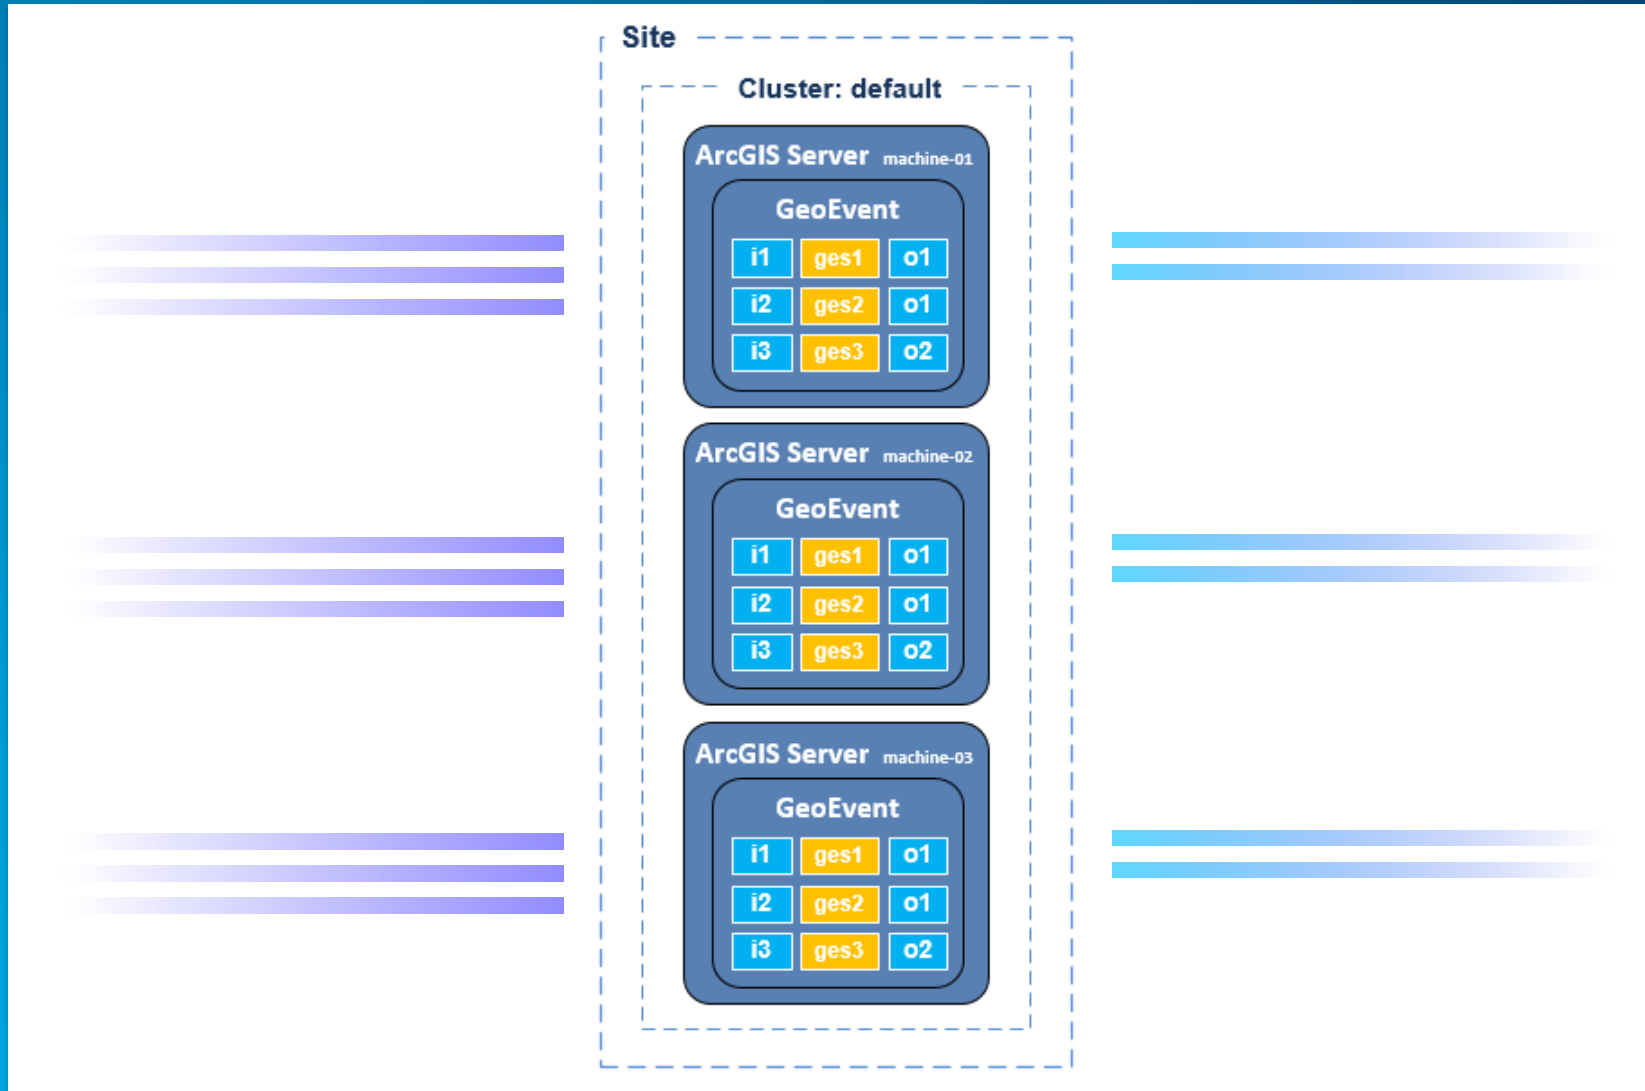 Site
Cluster: default
ArcGIS Server machine-01
GeoEvent
i1 ges1 o1
i2 ges2 o1
i3 ges3 o2
ArcGIS Server machine-02
GeoEvent
i1 ges1 o1
i2 ges2 o1
i3 ges3 o2
ArcGIS Server machine-03
GeoEvent
i1 ges1 o1
i2 ges2 o1
i3 ges3 o2